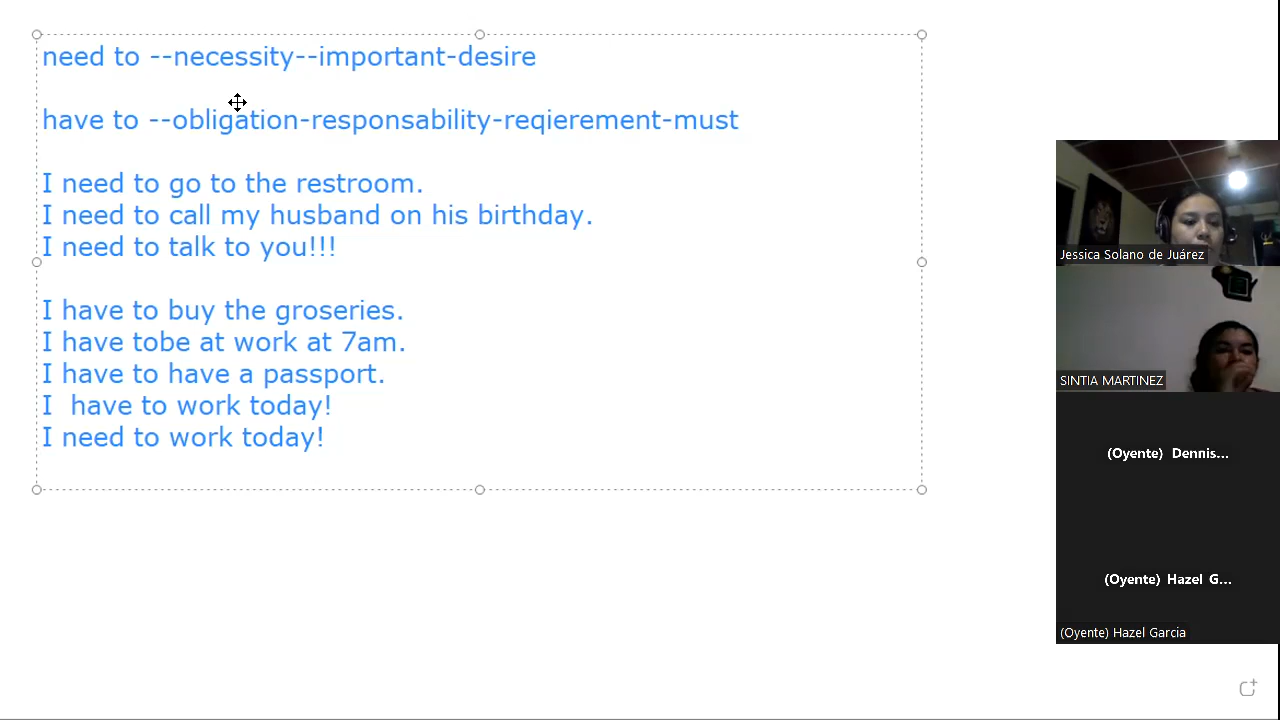 need to --necessity--important-desire
have to --obligation-responsability-reqierement-must
I need to go to the restroom.
I need to call my husband on his birthday.
I need to talk to you!!!
I have to buy the groseries.
I have tobe at work at 7am.
I have to have a passport.
I  have to work today!
I need to work today!
Jessica Solano de Juárez
SINTIA MARTINEZ
(Oyente) Dennis...
(Oyente) Hazel G...
(Oyente) Hazel Garcia